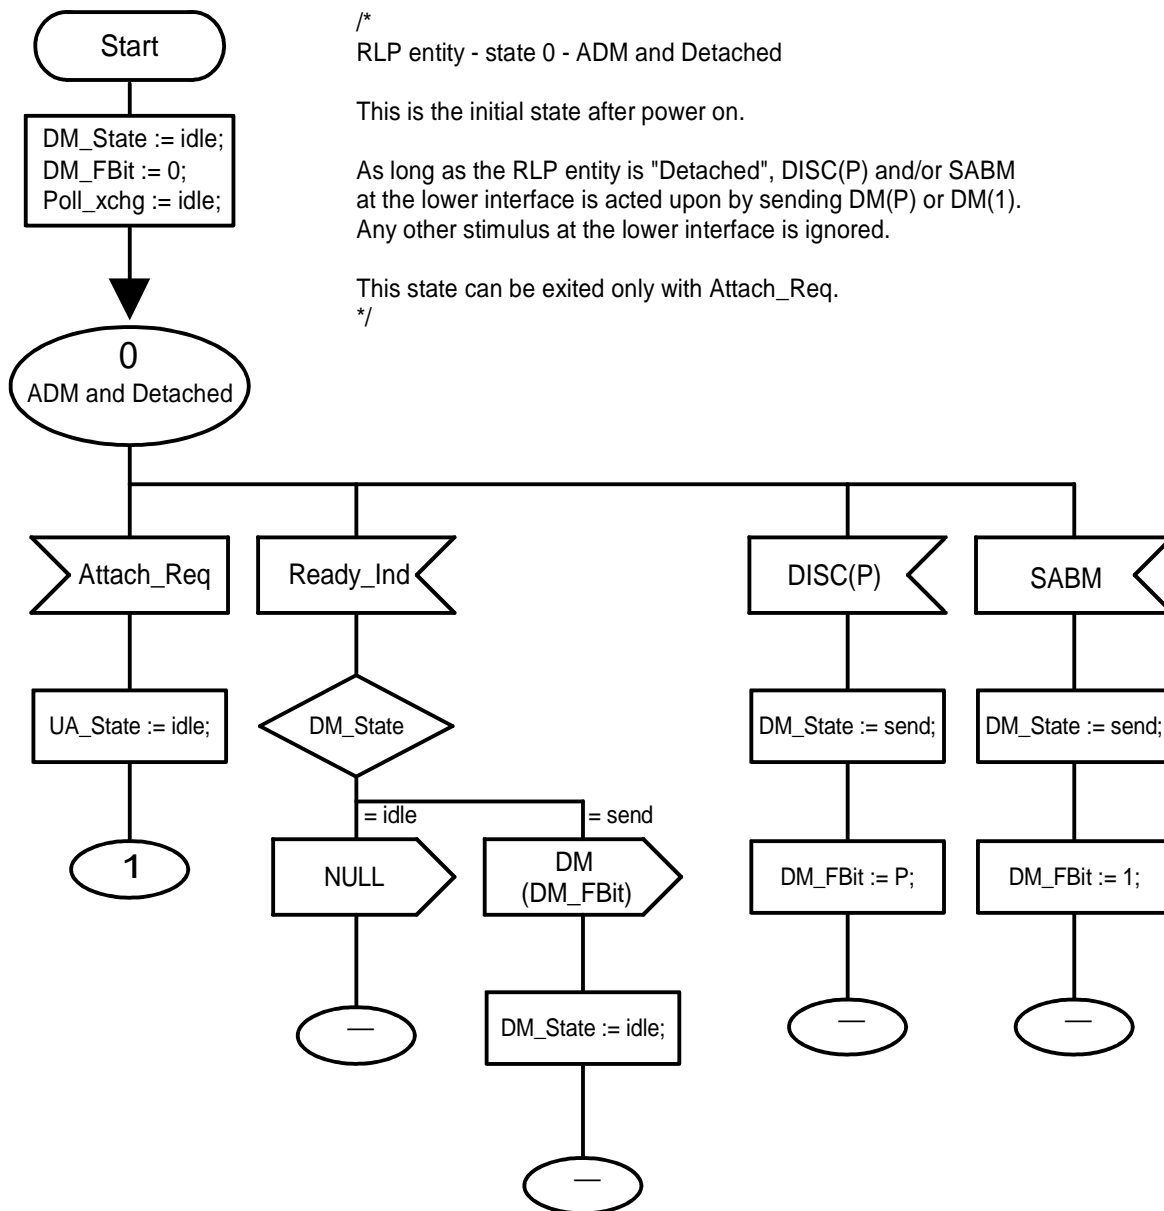 Start
DM_State := idle;
DM_FBit := 0;
Poll_xchg := idle;
/*
RLP entity - state 0 - ADM and Detached
This is the initial state after power on.
As long as the RLP entity is "Detached", DISC(P) and/or SABM
at the lower interface is acted upon by sending DM(P) or DM(1).
Any other stimulus at the lower interface is ignored.
This state can be exited only with Attach_Req.
*/
0
ADM and Detached
Attach_Req
Ready_Ind
DISC(P)
SABM
UA_State := idle;
DM_State
DM_State := send;
DM_State := send;
= idle
= send
1
NULL
DM
(DM_FBit)
DM_FBit := P;
DM_FBit := 1;
—
DM_State := idle;
—
—
—